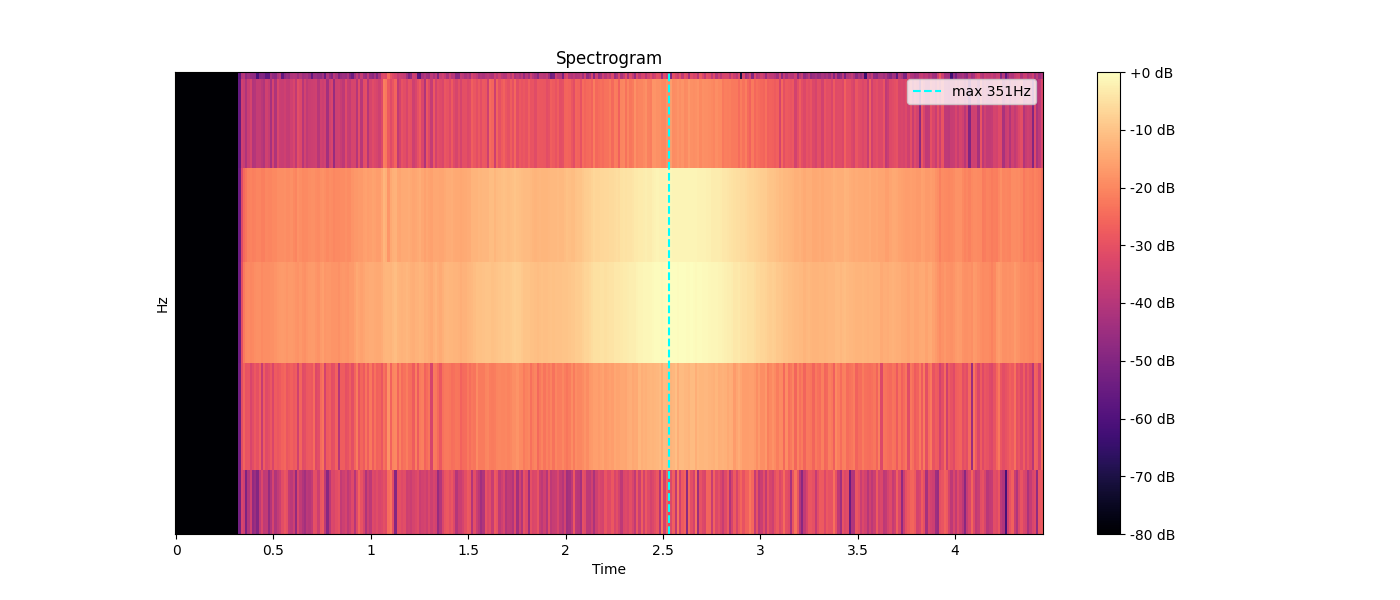 Spectrogram
max 351Hz
Hz
0
0.5
1
1.5
2
2.5
3
3.5
4
Time
+0 dB
-10 dB
-20 dB
-30 dB
-40 dB
-50 dB
-60 dB
-70 dB
-80 dB